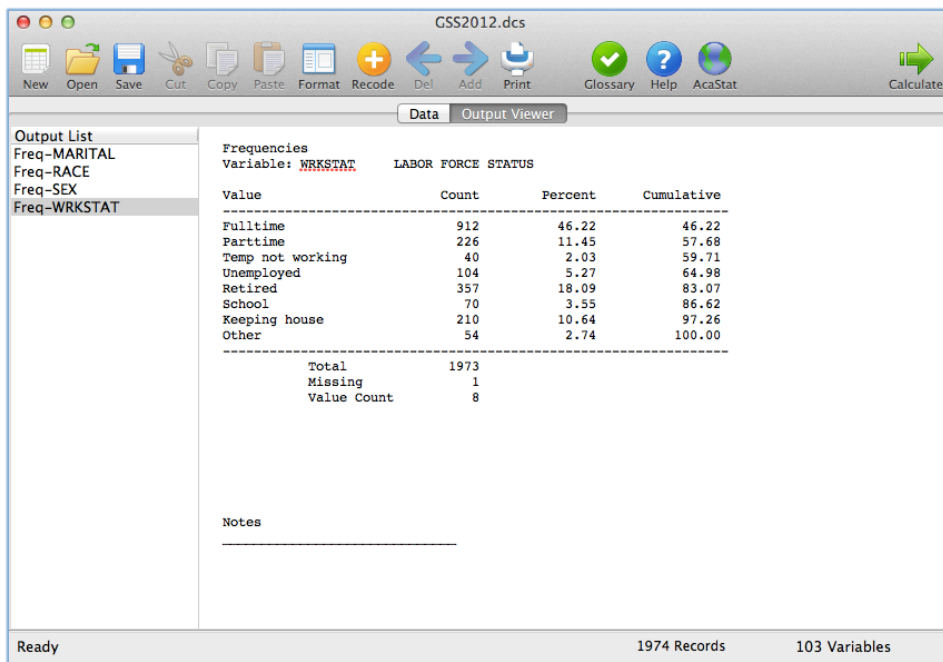 GSS2012.dcs
New Open Save Cut Copy Paste Format Recode Del Add Print Glossary Help AcaStat Calculate
Data Output Viewer
Output List
Freq-MARITAL
Freq-RACE
Freq-SEX
Freq-WRKSTAT
Frequencies
Variable: WRKSTAT LABOR FORCE STATUS
Value Count Percent Cumulative
Fulltime 912 46.22 46.22
Parttime 226 11.45 57.68
Temp not working 40 2.03 59.71
Unemployed 104 5.27 64.98
Retired 357 18.09 83.07
School 70 3.55 86.62
Keeping house 210 10.64 97.26
Other 54 2.74 100.00
Total 1973
Missing 1
Value Count 8
Notes
Ready 1974 Records 103 Variables